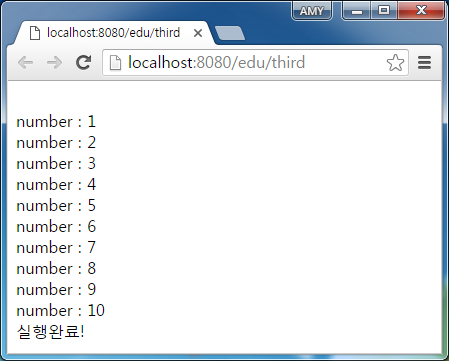 AMY
localhost:8080/edu/third
localhost:8080/edu/third
number : 1
number : 2
number : 3
number : 4
number : 5
number : 6
number : 7
number : 8
number : 9
number : 10
실행완료!